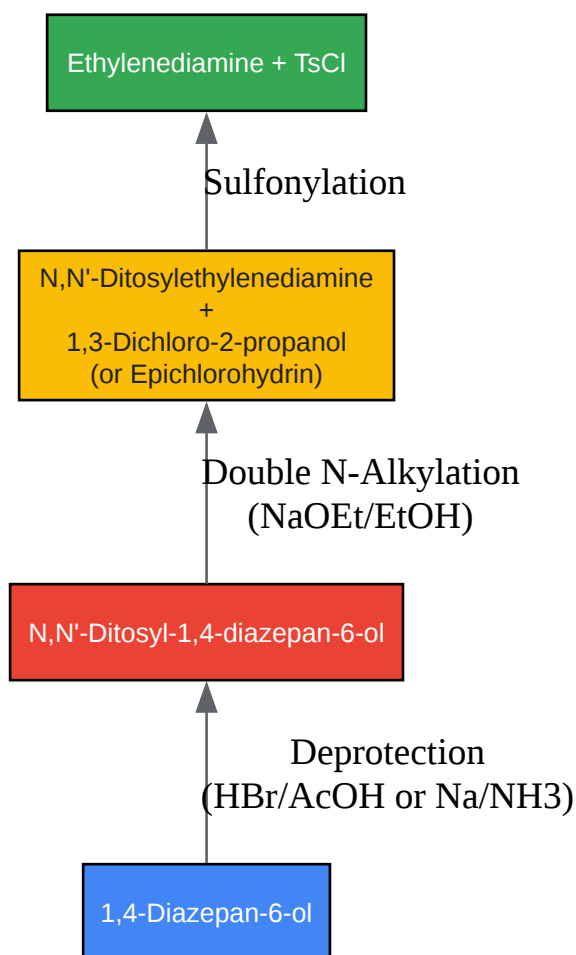 Ethylenediamine + TsCl
Sulfonylation
N,N'-Ditosylethylenediamine
+
1,3-Dichloro-2-propanol
(or Epichlorohydrin)
Double N-Alkylation
(NaOEt/EtOH)
N,N'-Ditosyl-1,4-diazepan-6-ol
Deprotection
(HBr/AcOH or Na/NH3)
1,4-Diazepan-6-ol